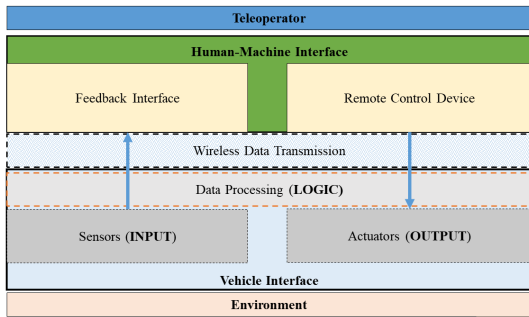 Teleoperator
Human-Machine Interface
Feedback Interface
Remote Control Device
Wireless Data Transmission
Data Processing (LOGIC)
Sensors (INPUT)
Actuators (OUTPUT)
Vehicle Interface
Environment